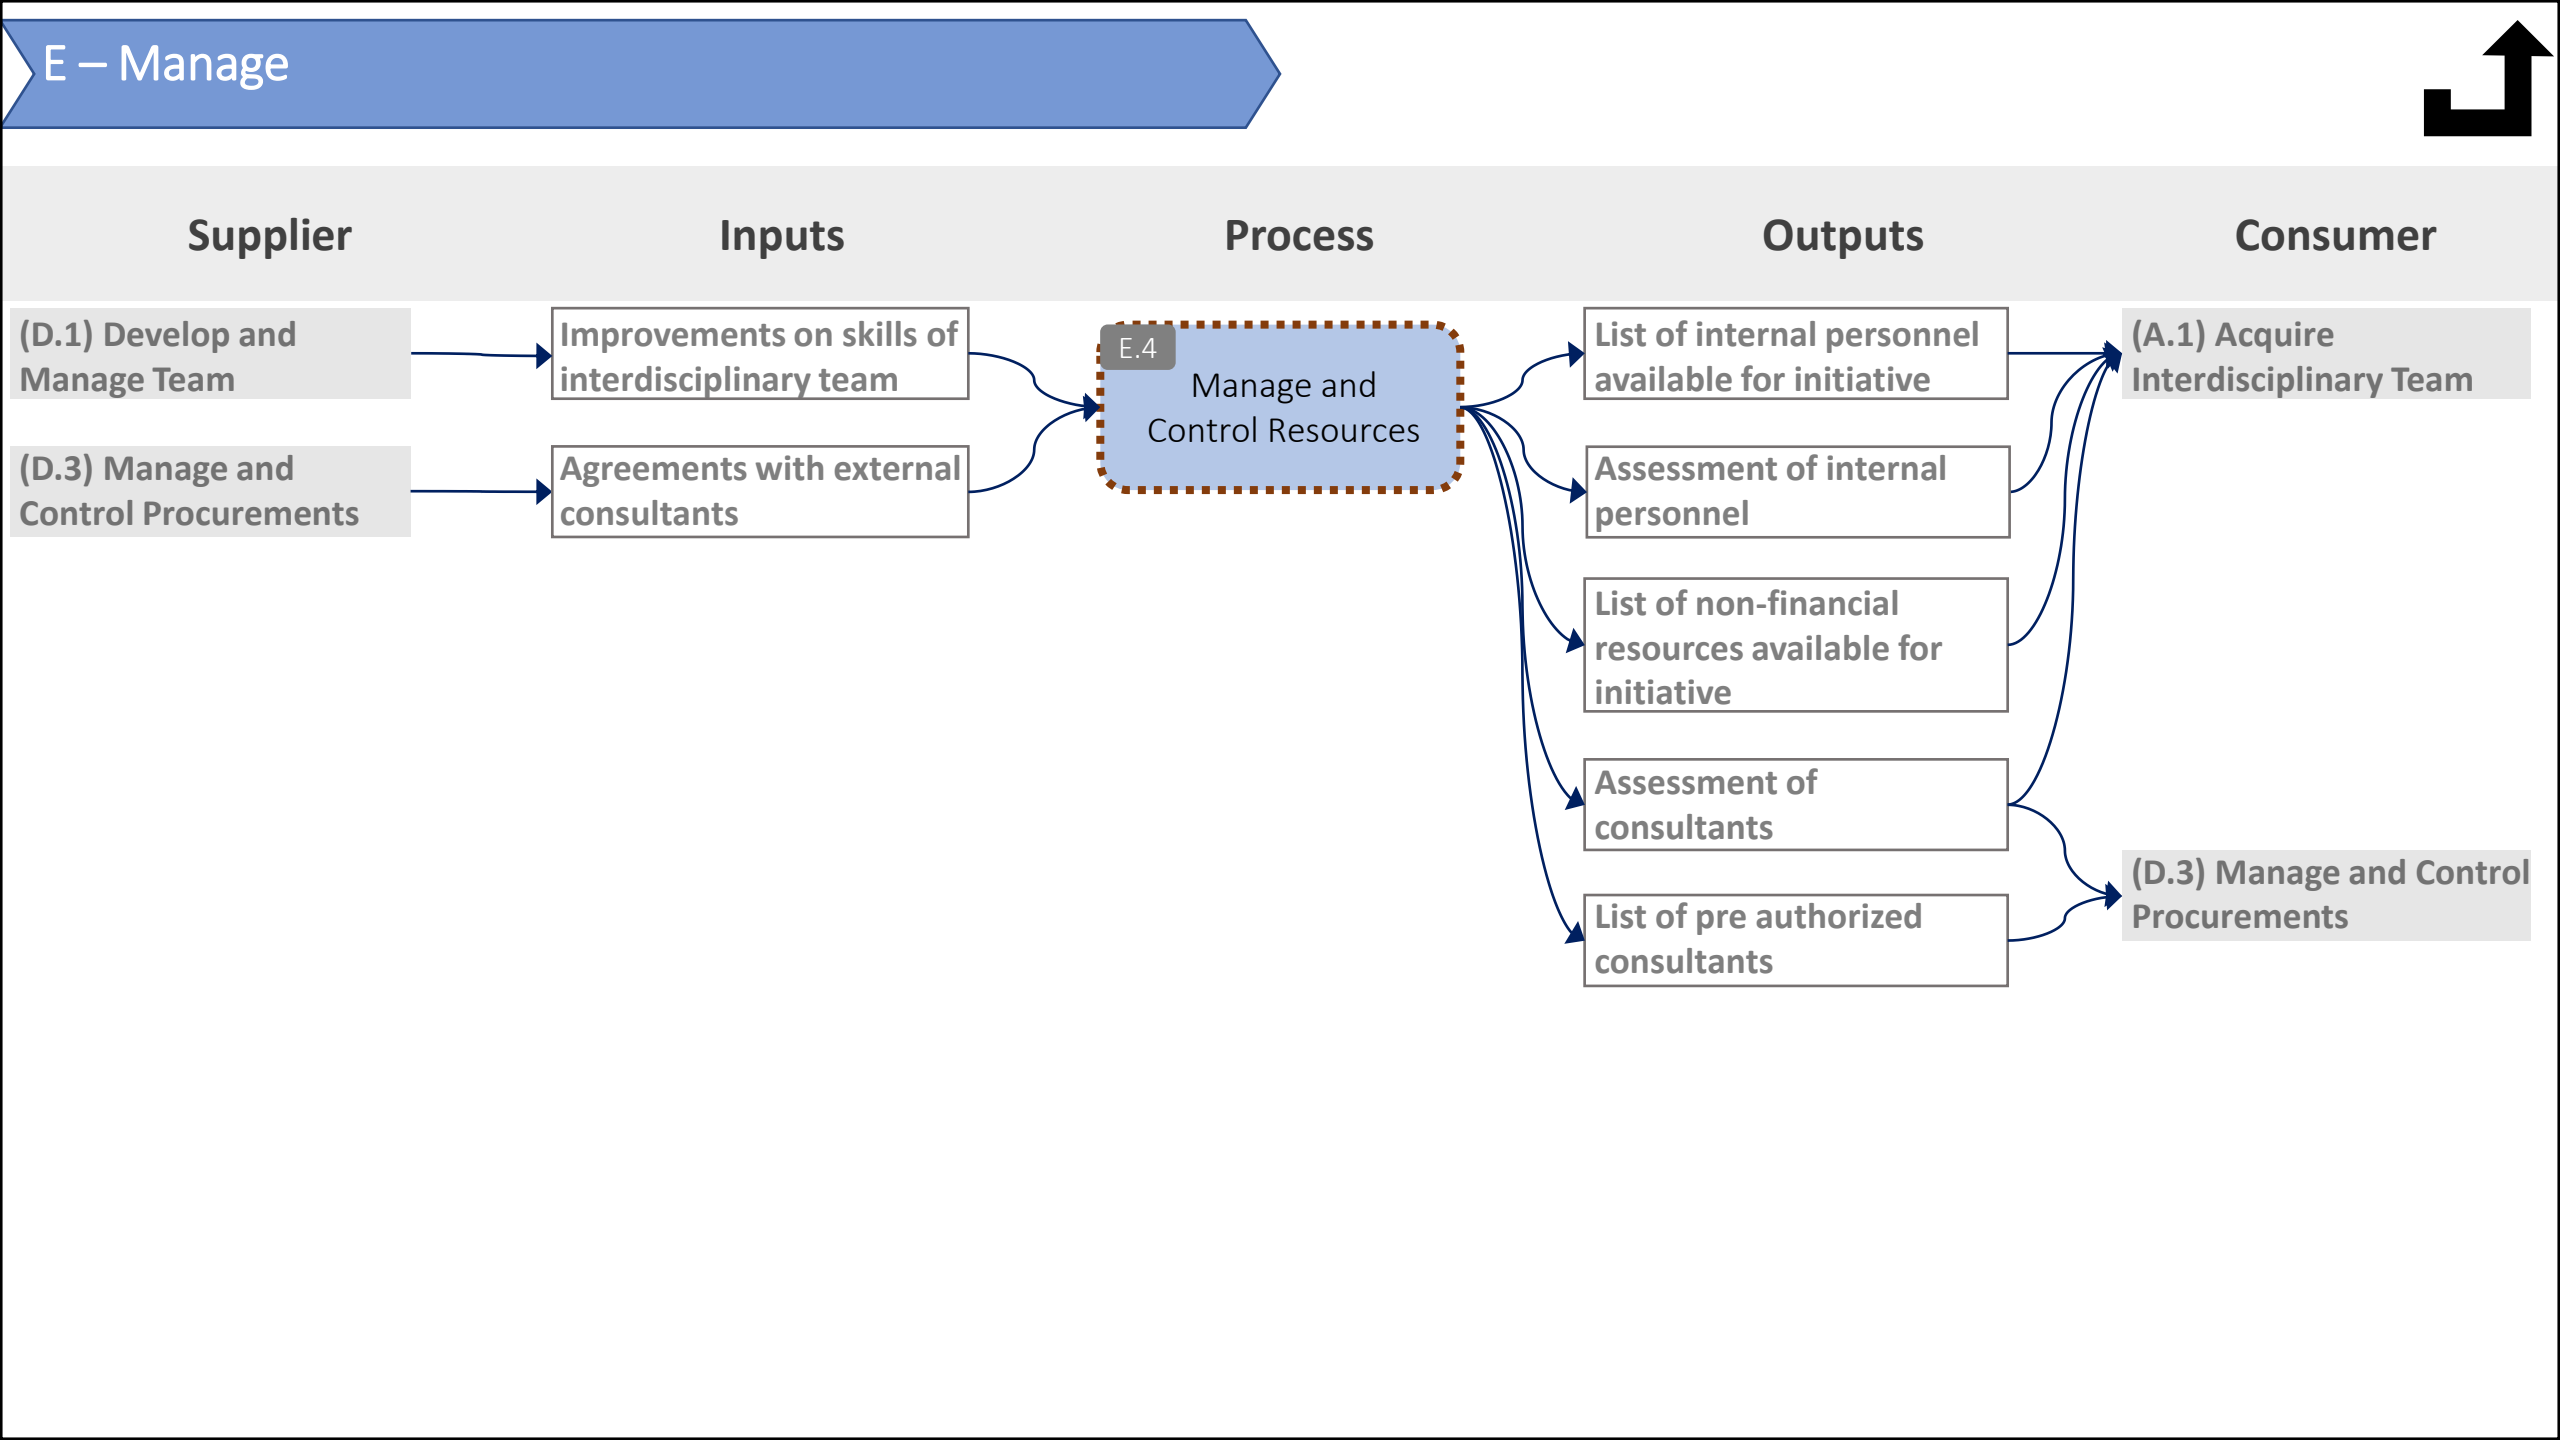 E – Manage
Supplier
Inputs
Process
Outputs
Consumer
(D.1) Develop and
Manage Team
Improvements on skills of
interdisciplinary team
E.4
Manage and
Control Resources
List of internal personnel
available for initiative
(A.1) Acquire
Interdisciplinary Team
(D.3) Manage and
Control Procurements
Agreements with external
consultants
Assessment of internal
personnel
List of non-financial
resources available for
initiative
Assessment of
consultants
(D.3) Manage and Control
Procurements
List of pre authorized
consultants